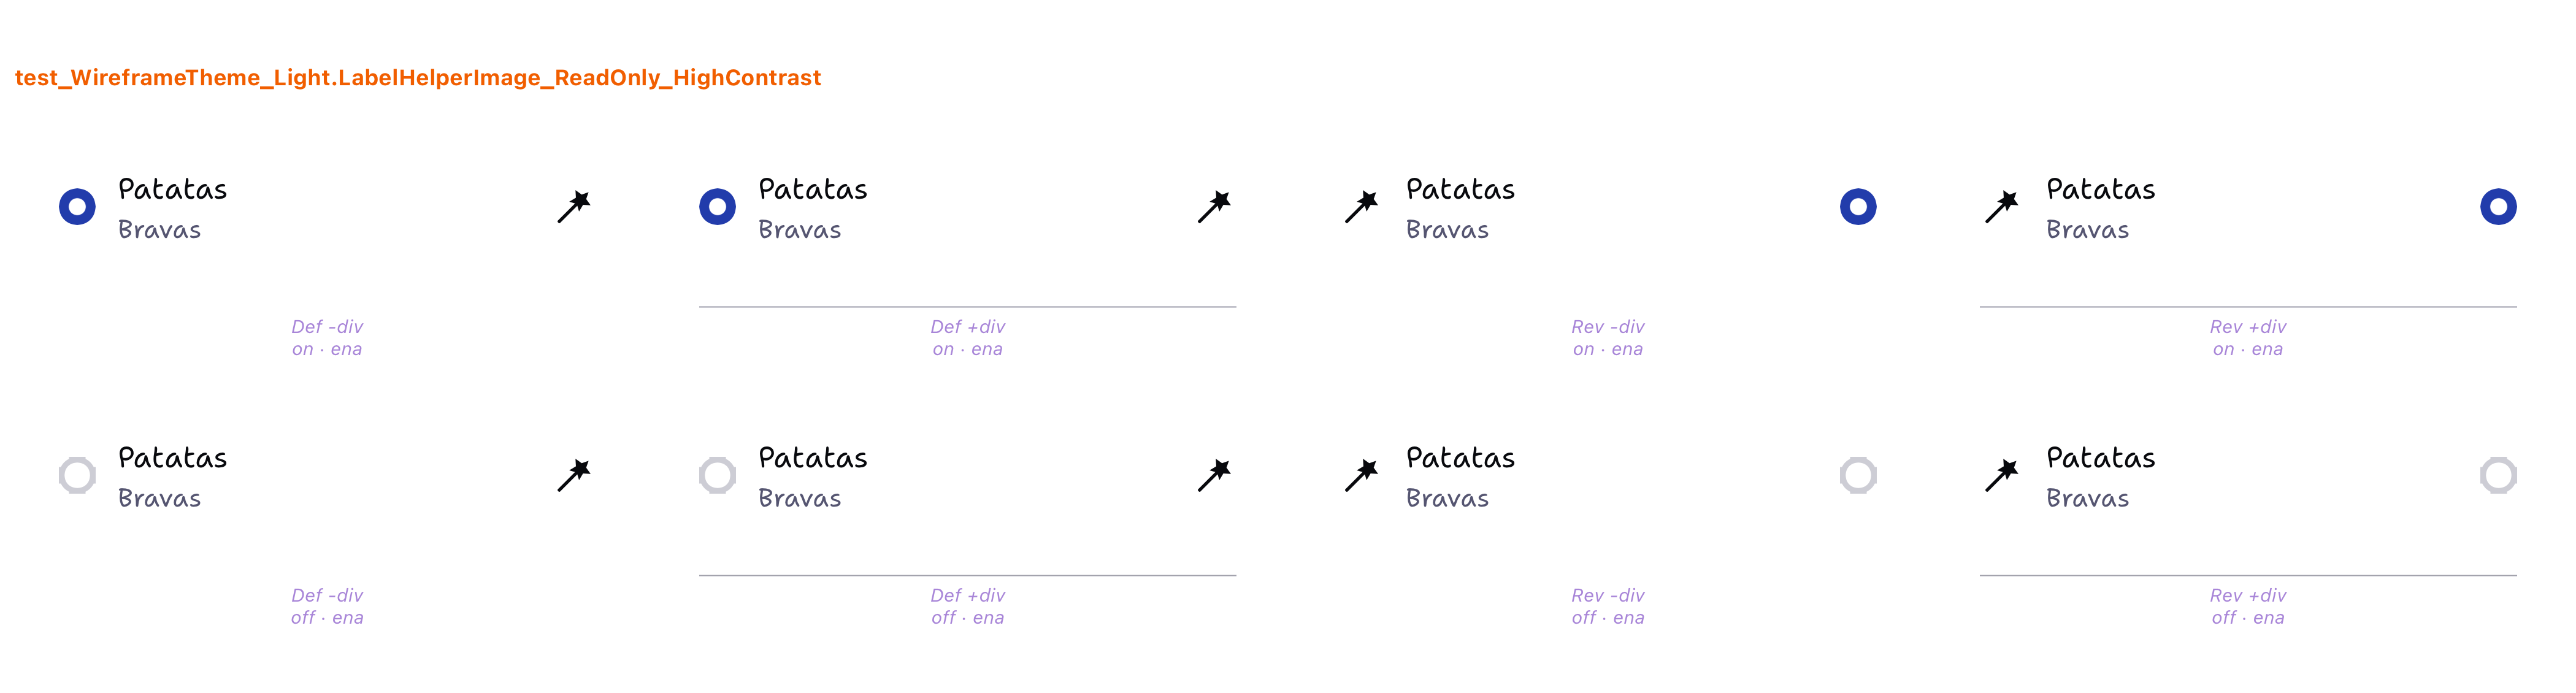 test_WireframeTheme_Light.LabelHelperImage_ReadOnly_HighContrast
Patatas
Bravas
Def -div
on · ena
Patatas
Bravas
Def +div
on · ena
Patatas
Bravas
Rev -div
on · ena
Patatas
Bravas
Rev +div
on · ena
Patatas
Bravas
Def -div
off · ena
Patatas
Bravas
Def +div
off · ena
Patatas
Bravas
Rev -div
off · ena
Patatas
Bravas
Rev +div
off · ena